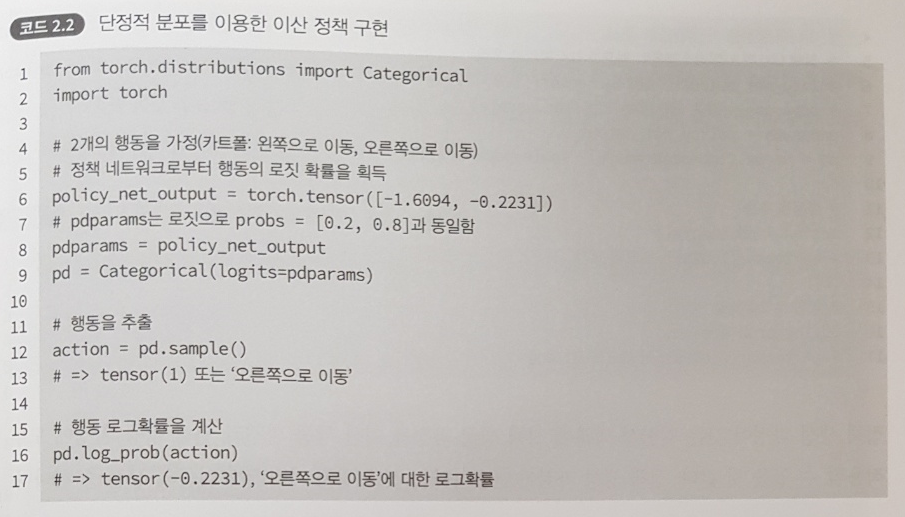 코드 2.2 단정적 분포를 이용한 이산 정책 구현
1 from torch.distributions import Categorical
2 import torch
3
4 # 2개의 행동을 가정(카트폴: 왼쪽으로 이동, 오른쪽으로 이동)
5 # 정책 네트워크로부터 행동의 로짓 확률을 획득
6 policy_net_output = torch.tensor([-1.6094, -0.2231])
7 # pdparams는 로짓으로 probs = [0.2, 0.8]과 동일함
8 pdparams = policy_net_output
9 pd = Categorical(logits=pdparams)
10
11 # 행동을 추출
12 action = pd.sample()
13 # => tensor(1) 또는 ‘오른쪽으로 이동’
14
15 # 행동 로그확률을 계산
16 pd.log_prob(action)
17 # => tensor(-0.2231), ‘오른쪽으로 이동’에 대한 로그확률